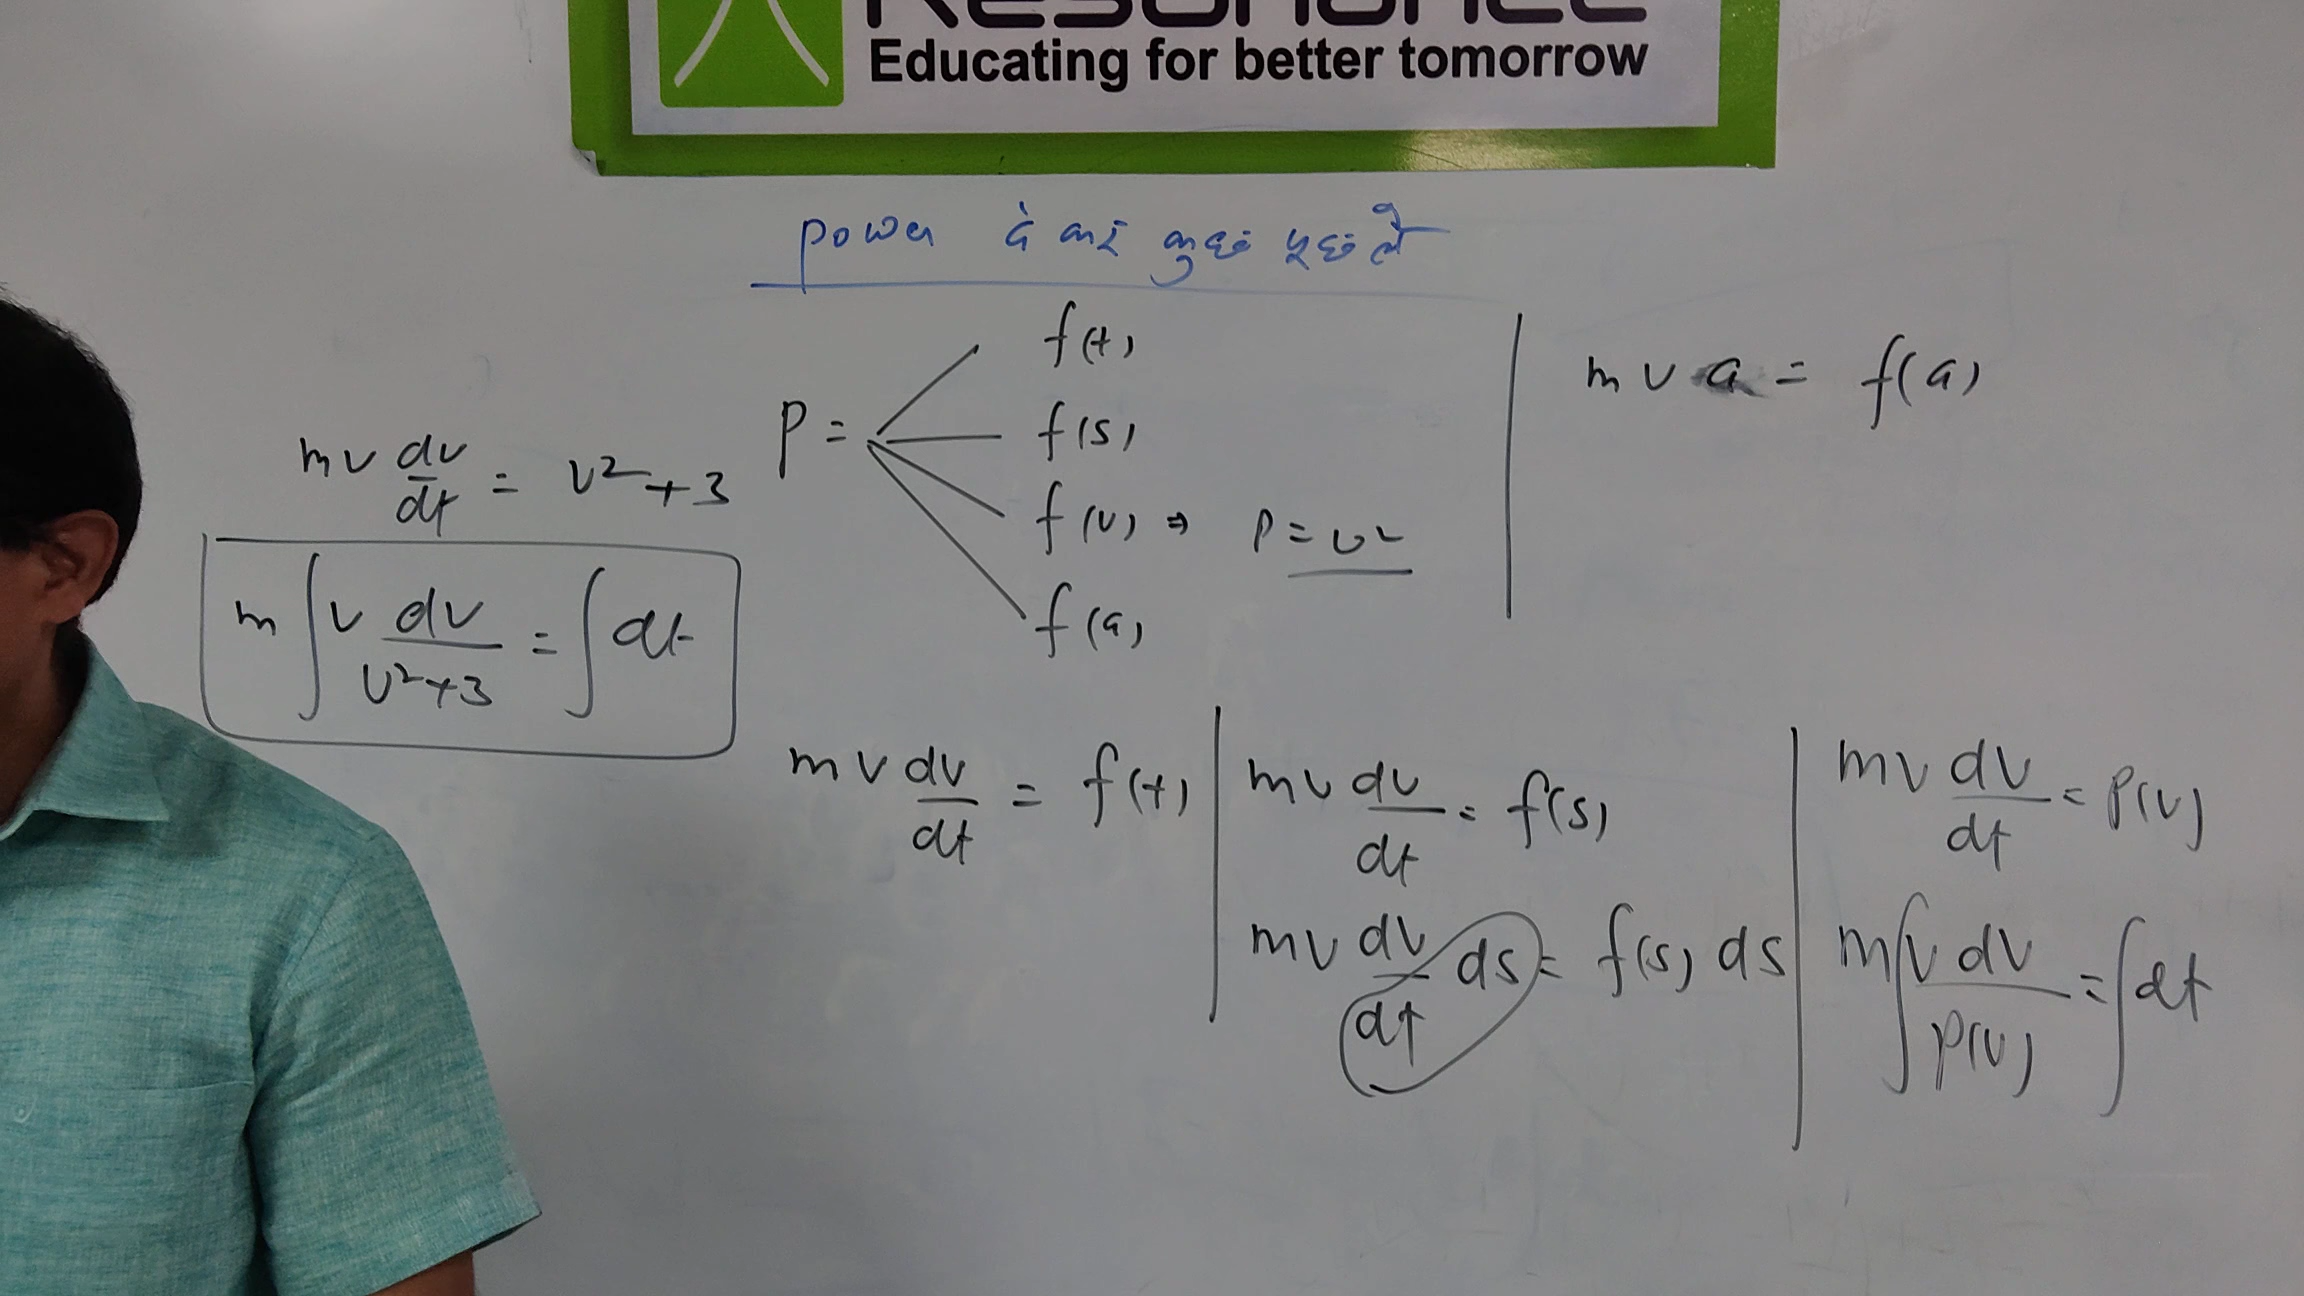 RESONANCE
Educating for better tomorrow
power
P =
f(t)
f(s)
f(v) ⇒ P = v²
f(a)
m v a = f(a)
m v dv/dt = v² + 3
m ∫ v dv / v² + 3 = ∫ dt
m v dv/dt = f(t)
m v dv/dt = f(s)
m v dv/dt ds = f(s) ds
m v dv/dt = P(v)
m ∫ v dv / P(v) = ∫ dt